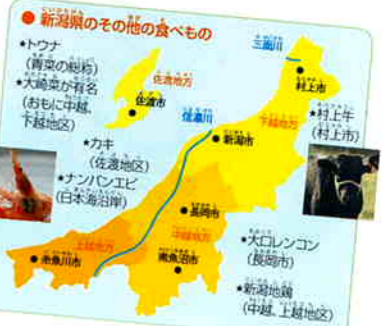 ● 新潟県のその他の食べもの
★トウナ
(青菜の総称)
★大崎菜が有名
(おもに中越、
下越地区)
佐渡地方
佐渡市
三面川
村上市
★村上牛
(村上市)
下越地方
信濃川
新潟市
★カキ
(佐渡地区)
★ナンバンエビ
(日本海沿岸)
長岡市
中越地方
上越地方
糸魚川市
南魚沼市
★大口レンコン
(長岡市)
★新潟地鶏
(中越、上越地区)